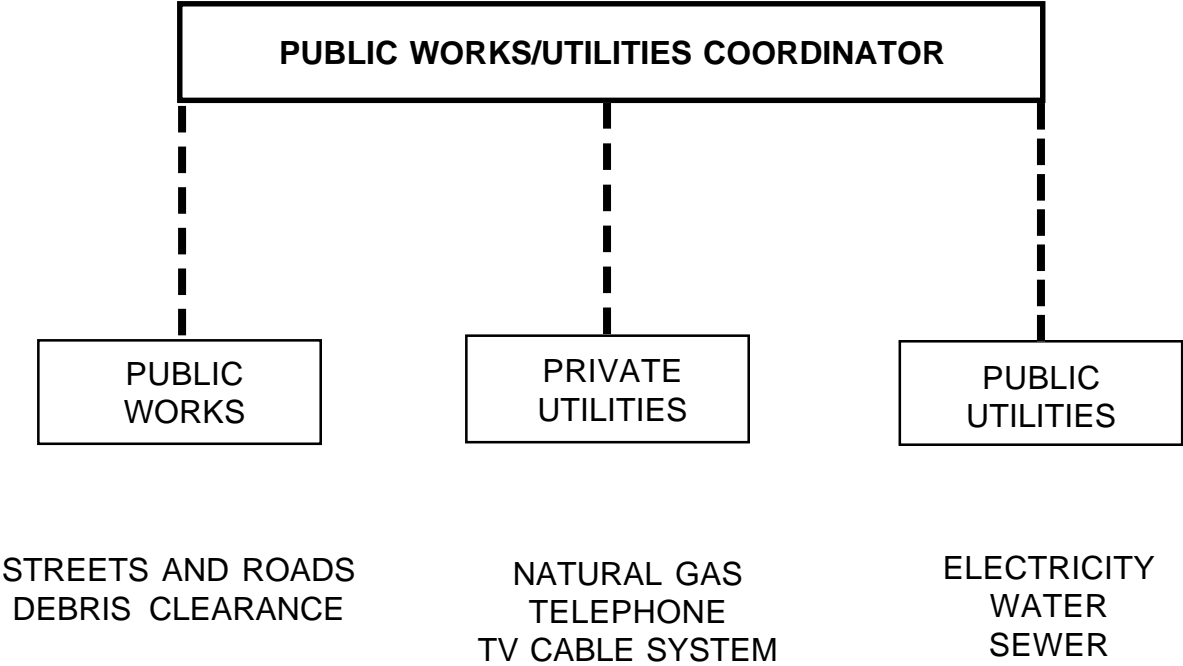 PUBLIC WORKS/UTILITIES COORDINATOR
PUBLIC
WORKS
PRIVATE
UTILITIES
PUBLIC
UTILITIES
STREETS AND ROADS
DEBRIS CLEARANCE
NATURAL GAS
TELEPHONE
TV CABLE SYSTEM
ELECTRICITY
WATER
SEWER